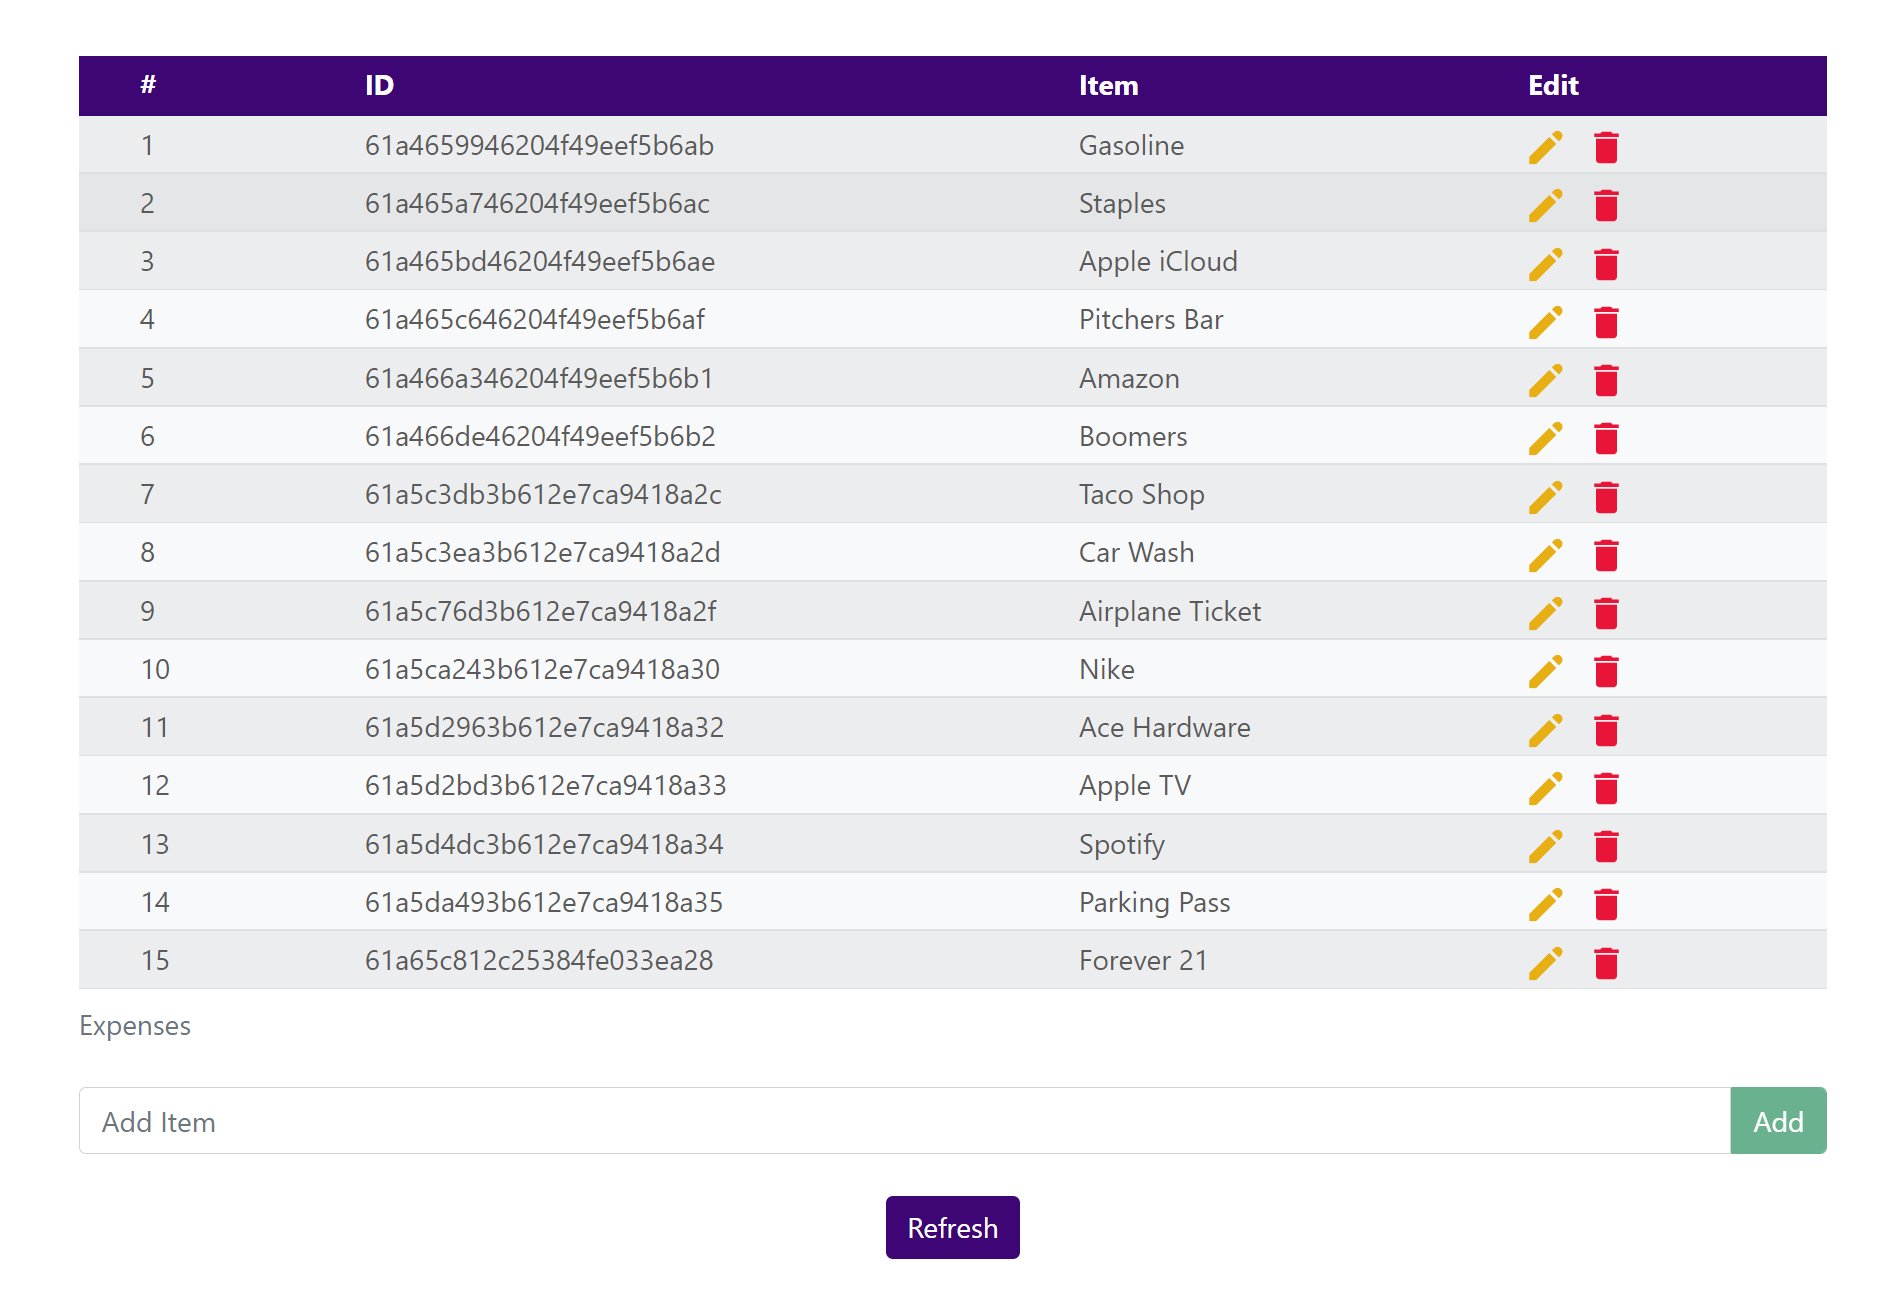 # ID Item Edit
1 61a4659946204f49eef5b6ab Gasoline
2 61a465a746204f49eef5b6ac Staples
3 61a465bd46204f49eef5b6ae Apple iCloud
4 61a465c646204f49eef5b6af Pitchers Bar
5 61a466a346204f49eef5b6b1 Amazon
6 61a466de46204f49eef5b6b2 Boomers
7 61a5c3db3b612e7ca9418a2c Taco Shop
8 61a5c3ea3b612e7ca9418a2d Car Wash
9 61a5c76d3b612e7ca9418a2f Airplane Ticket
10 61a5ca243b612e7ca9418a30 Nike
11 61a5d2963b612e7ca9418a32 Ace Hardware
12 61a5d2bd3b612e7ca9418a33 Apple TV
13 61a5d4dc3b612e7ca9418a34 Spotify
14 61a5da493b612e7ca9418a35 Parking Pass
15 61a65c812c25384fe033ea28 Forever 21
Expenses
Add Item Add
Refresh